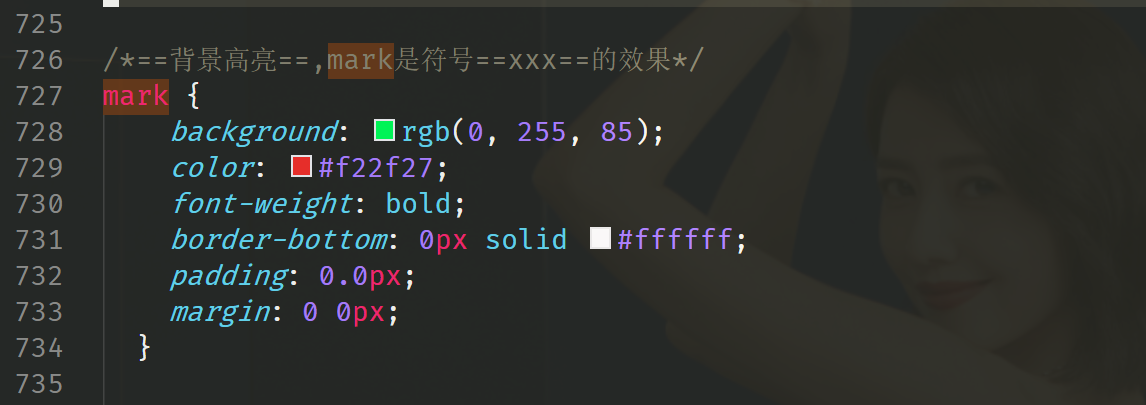 725
726 /*==背景高亮==,mark是符号==xxx==的效果*/
727 mark {
728 background: rgb(0, 255, 85);
729 color: #f22f27;
730 font-weight: bold;
731 border-bottom: 0px solid #ffffff;
732 padding: 0.0px;
733 margin: 0 0px;
734 }
735